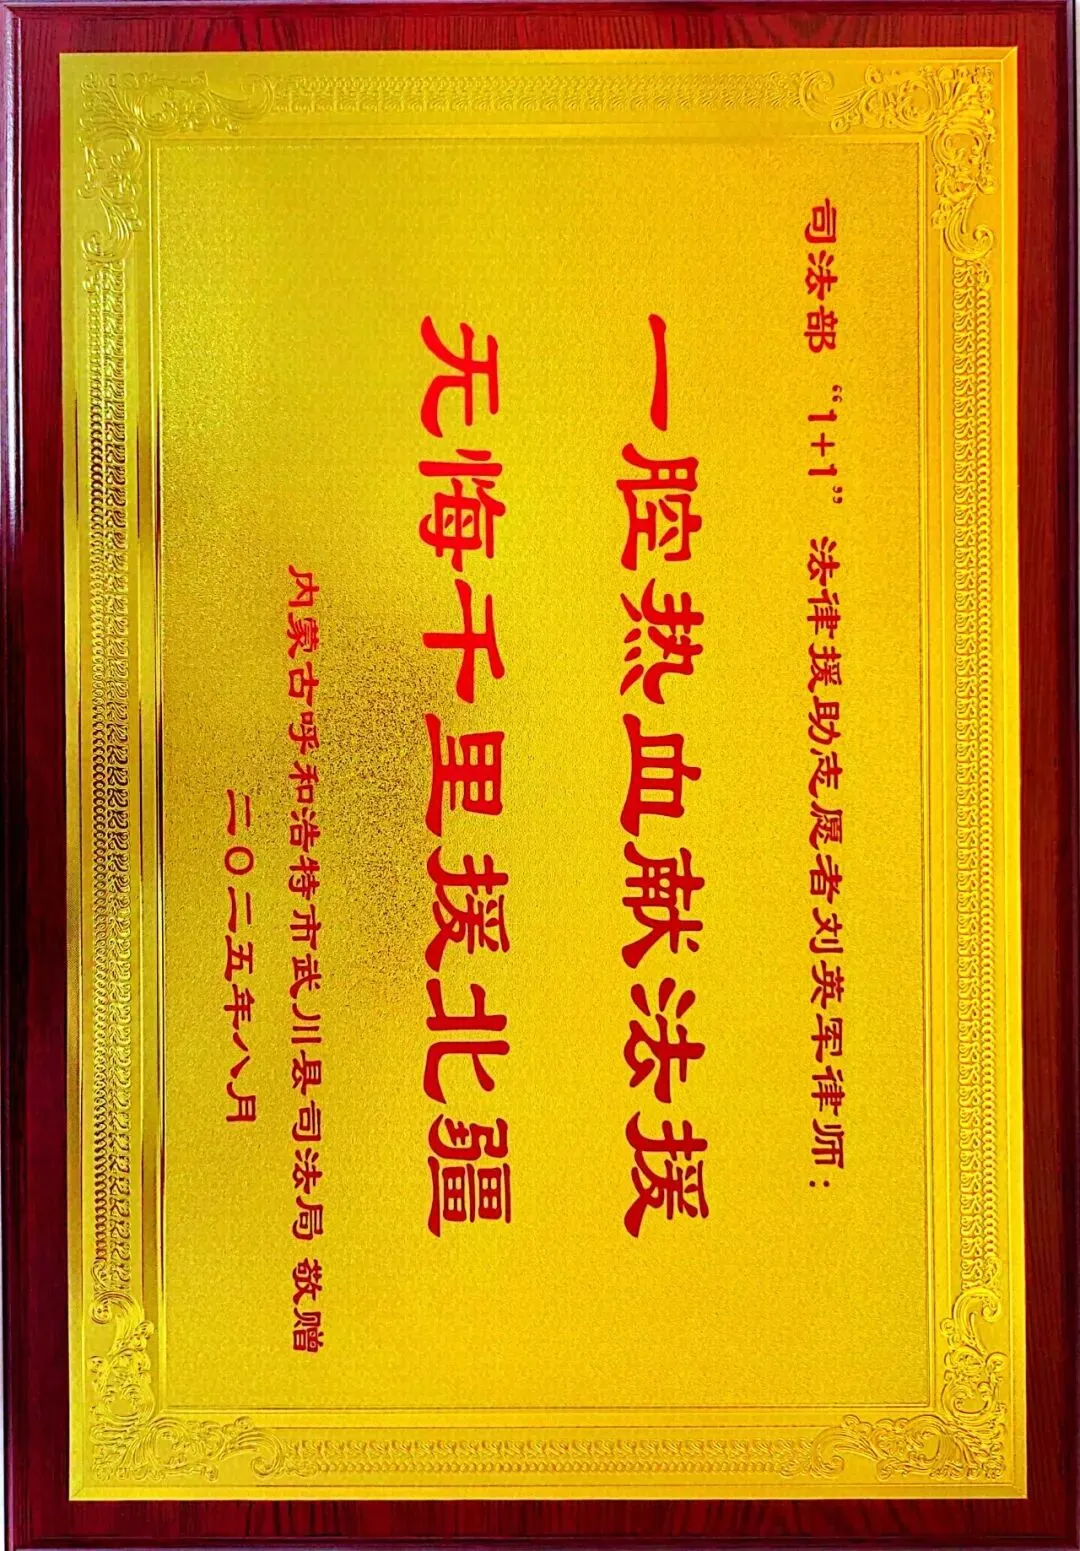 司法部“1+1”法律援助志愿者刘英军律师：
一腔热血献法援
无悔千里援北疆
内蒙古呼和浩特市武川县司法局 敬赠
二〇二五年八月